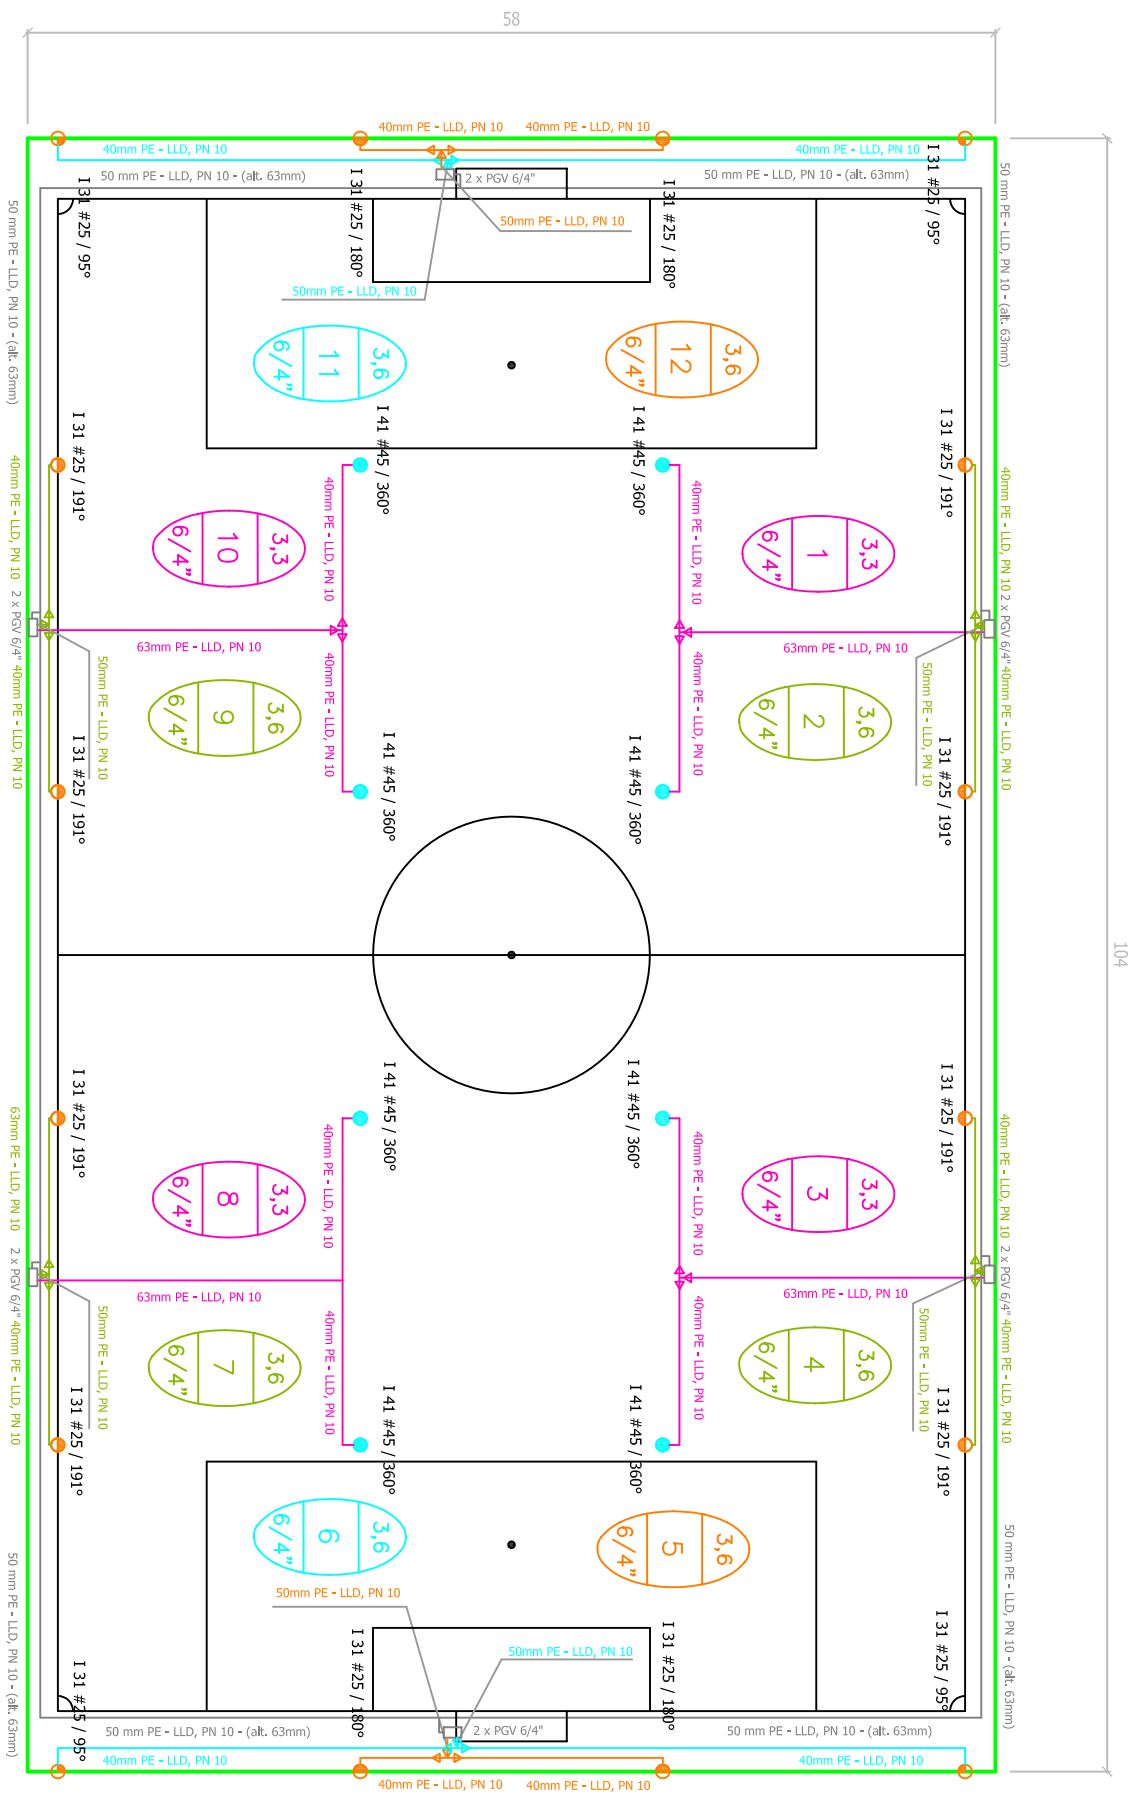 58
40mm PE - LLD, PN 10
40mm PE - LLD, PN 10
40mm PE - LLD, PN 10
40mm PE - LLD, PN 10
50 mm PE - LLD, PN 10 - (alt. 63mm)
2 x PGV 6/4"
50 mm PE - LLD, PN 10 - (alt. 63mm)
50mm PE - LLD, PN 10
50mm PE - LLD, PN 10
I 31 #25 / 95°
I 31 #25 / 180°
I 31 #25 / 180°
I 31 #25 / 95°
50 mm PE - LLD, PN 10 - (alt. 63mm)
50 mm PE - LLD, PN 10 - (alt. 63mm)
3,6
11
6/4"
3,6
12
6/4"
I 31 #25 / 191°
I 41 #45 / 360°
I 41 #45 / 360°
I 31 #25 / 191°
40mm PE - LLD, PN 10
2 x PGV 6/4"
40mm PE - LLD, PN 10
40mm PE - LLD, PN 10
40mm PE - LLD, PN 10
40mm PE - LLD, PN 10
2 x PGV 6/4"
40mm PE - LLD, PN 10
3,3
10
6/4"
3,3
1
6/4"
63mm PE - LLD, PN 10
63mm PE - LLD, PN 10
50mm PE - LLD, PN 10
40mm PE - LLD, PN 10
40mm PE - LLD, PN 10
50mm PE - LLD, PN 10
3,6
9
6/4"
3,6
2
6/4"
I 31 #25 / 191°
I 41 #45 / 360°
I 41 #45 / 360°
I 31 #25 / 191°
104
I 31 #25 / 191°
I 41 #45 / 360°
I 41 #45 / 360°
I 31 #25 / 191°
63mm PE - LLD, PN 10
2 x PGV 6/4"
40mm PE - LLD, PN 10
40mm PE - LLD, PN 10
40mm PE - LLD, PN 10
40mm PE - LLD, PN 10
2 x PGV 6/4"
40mm PE - LLD, PN 10
3,3
8
6/4"
3,3
3
6/4"
63mm PE - LLD, PN 10
63mm PE - LLD, PN 10
50mm PE - LLD, PN 10
40mm PE - LLD, PN 10
40mm PE - LLD, PN 10
50mm PE - LLD, PN 10
3,6
7
6/4"
3,6
4
6/4"
I 31 #25 / 191°
I 41 #45 / 360°
I 41 #45 / 360°
I 31 #25 / 191°
3,6
6
6/4"
3,6
5
6/4"
50 mm PE - LLD, PN 10 - (alt. 63mm)
50 mm PE - LLD, PN 10 - (alt. 63mm)
50mm PE - LLD, PN 10
50mm PE - LLD, PN 10
I 31 #25 / 95°
I 31 #25 / 180°
I 31 #25 / 180°
I 31 #25 / 95°
50 mm PE - LLD, PN 10 - (alt. 63mm)
2 x PGV 6/4"
50 mm PE - LLD, PN 10 - (alt. 63mm)
40mm PE - LLD, PN 10
40mm PE - LLD, PN 10
40mm PE - LLD, PN 10
40mm PE - LLD, PN 10